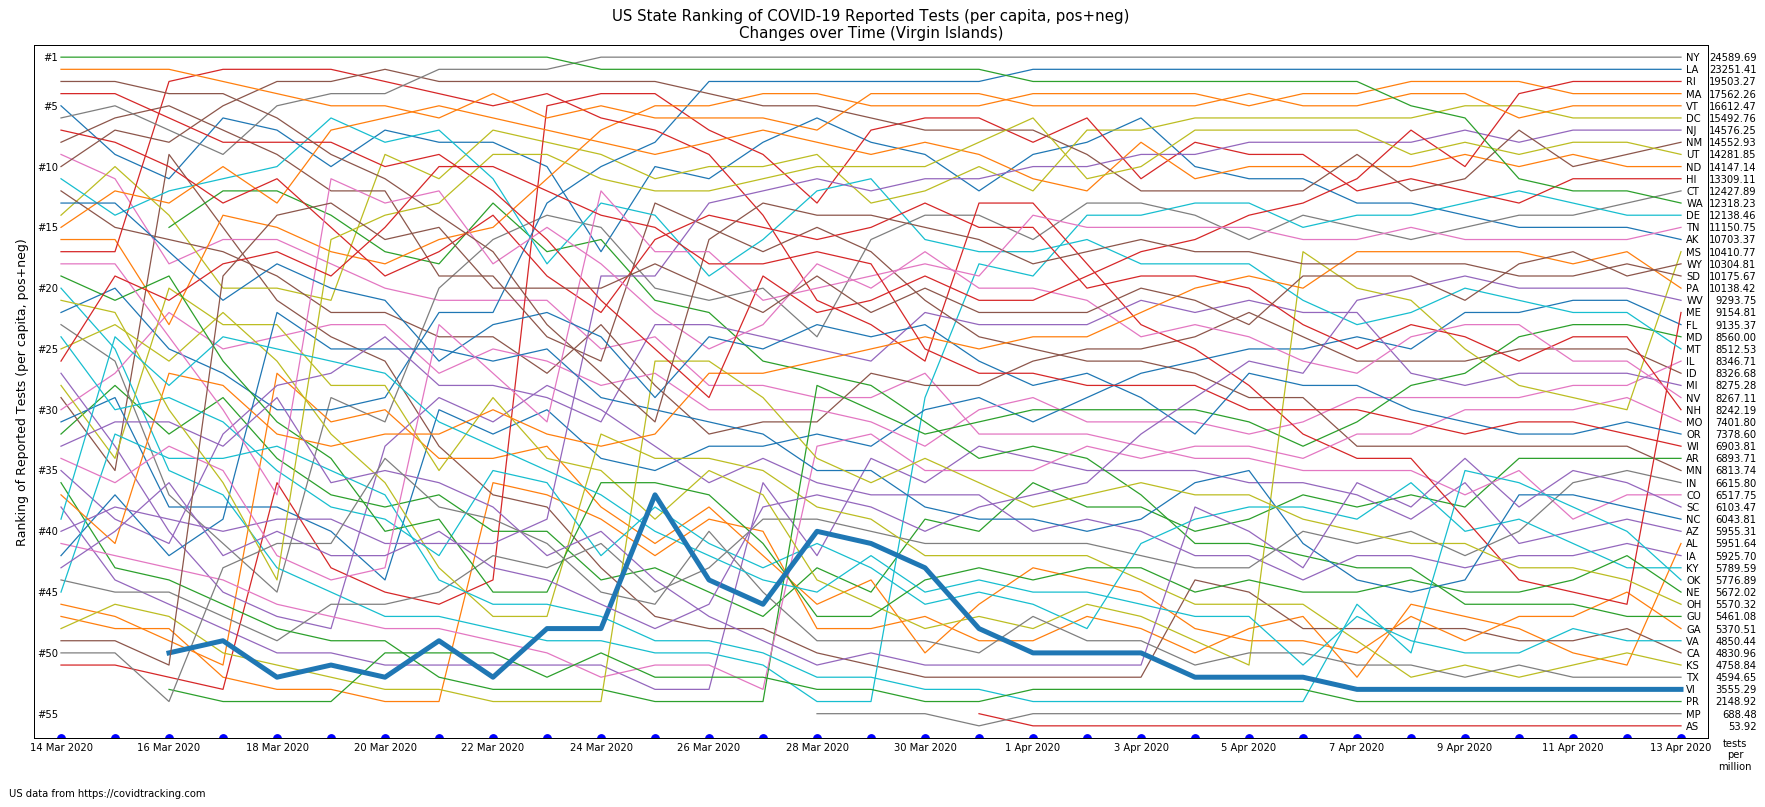 US State Ranking of COVID-19 Reported Tests (per capita, pos+neg)
Changes over Time (Virgin Islands)
Ranking of Reported Tests (per capita, pos+neg)
#1
#5
#10
#15
#20
#25
#30
#35
#40
#45
#50
#55
NY 24589.69
LA 23251.41
RI 19503.27
MA 17562.26
VT 16612.47
DC 15492.76
NJ 14576.25
NM 14552.93
UT 14281.85
ND 14147.14
HI 13309.11
CT 12427.89
WA 12318.23
DE 12138.46
TN 11150.75
AK 10703.37
MS 10410.77
WY 10304.81
SD 10175.67
PA 10138.42
WV 9293.75
ME 9154.81
FL 9135.37
MD 8560.00
MT 8512.53
IL 8346.71
ID 8326.68
MI 8275.28
NV 8267.11
NH 8242.19
MO 7401.80
OR 7378.60
WI 6903.81
AR 6893.71
MN 6813.74
IN 6615.80
CO 6517.75
SC 6103.47
NC 6043.81
AZ 5955.31
AL 5951.64
IA 5925.70
KY 5789.59
OK 5776.89
NE 5672.02
OH 5570.32
GU 5461.08
GA 5370.51
VA 4850.44
CA 4830.96
KS 4758.84
TX 4594.65
VI 3555.29
PR 2148.92
MP 688.48
AS 53.92
14 Mar 2020 16 Mar 2020 18 Mar 2020 20 Mar 2020 22 Mar 2020 24 Mar 2020 26 Mar 2020 28 Mar 2020 30 Mar 2020 1 Apr 2020 3 Apr 2020 5 Apr 2020 7 Apr 2020 9 Apr 2020 11 Apr 2020 13 Apr 2020
tests
per
million
US data from https://covidtracking.com